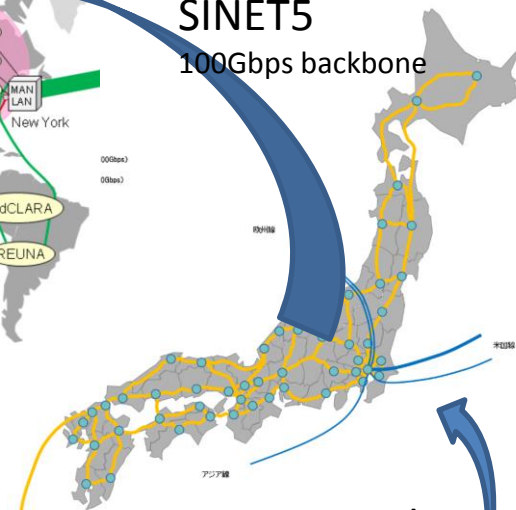 SINET5
100Gbps backbone
MAN
LAN
New York
00Gbps)
0Gbps)
dCLARA
REUNA
欧州線
米国線
アジア線